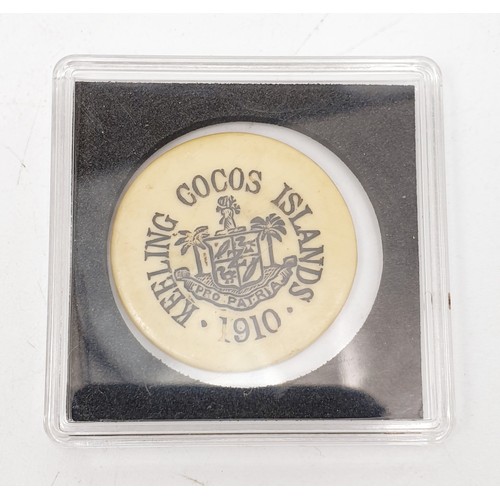 KEELING COCOS ISLANDS
PRO PATRIA
· 1910 ·